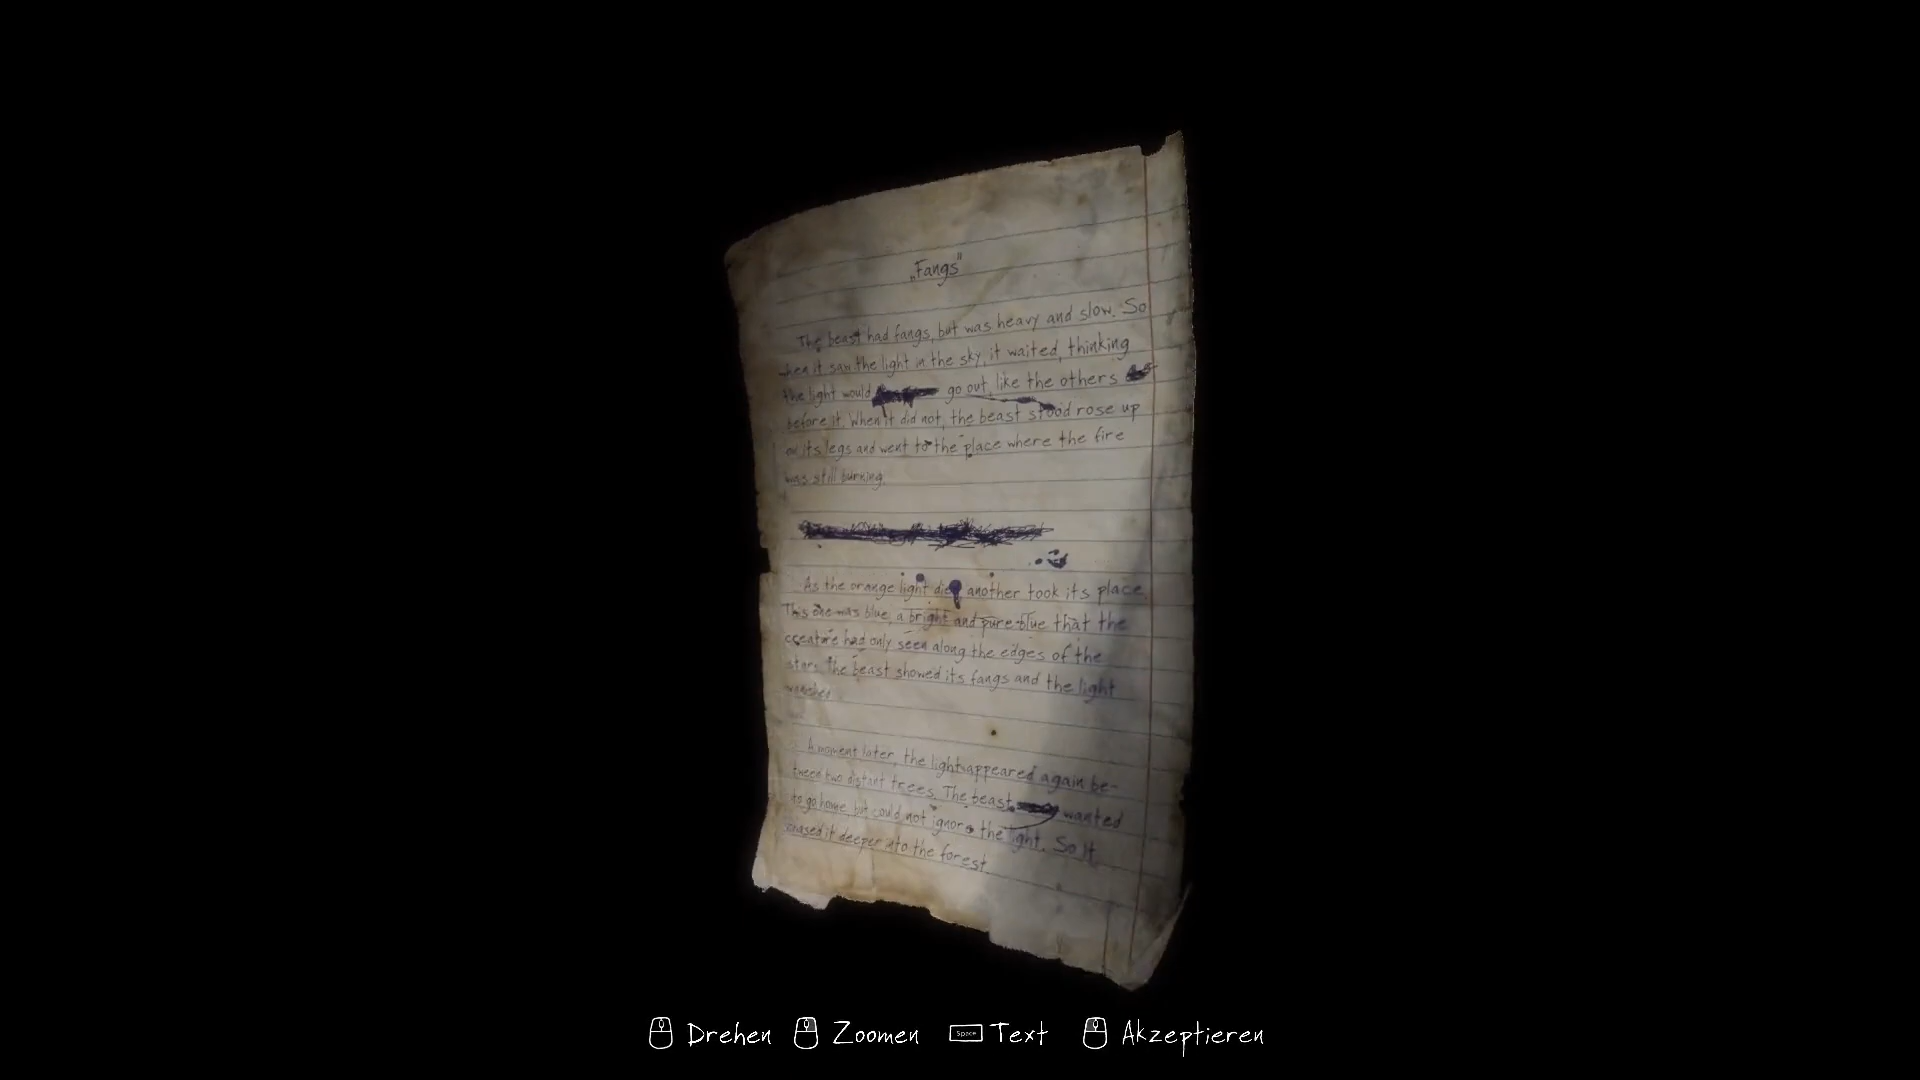 „Fangs"
The beast had fangs, but was heavy and slow. So
when it saw the light in the sky, it waited, thinking
the light would go out, like the others
before it. When it did not, the beast stood rose up
on its legs and went to the place where the fire
was still burning.
As the orange light died, another took its place.
This one was blue, a bright and pure blue that the
creature had only seen along the edges of the
stars. The beast showed its fangs and the light
vanished.
A moment later, the light appeared again be-
tween two distant trees. The beast wanted
to go home, but could not ignore the light. So it
chased it deeper into the forest.
Drehen Zoomen Space Text Akzeptieren